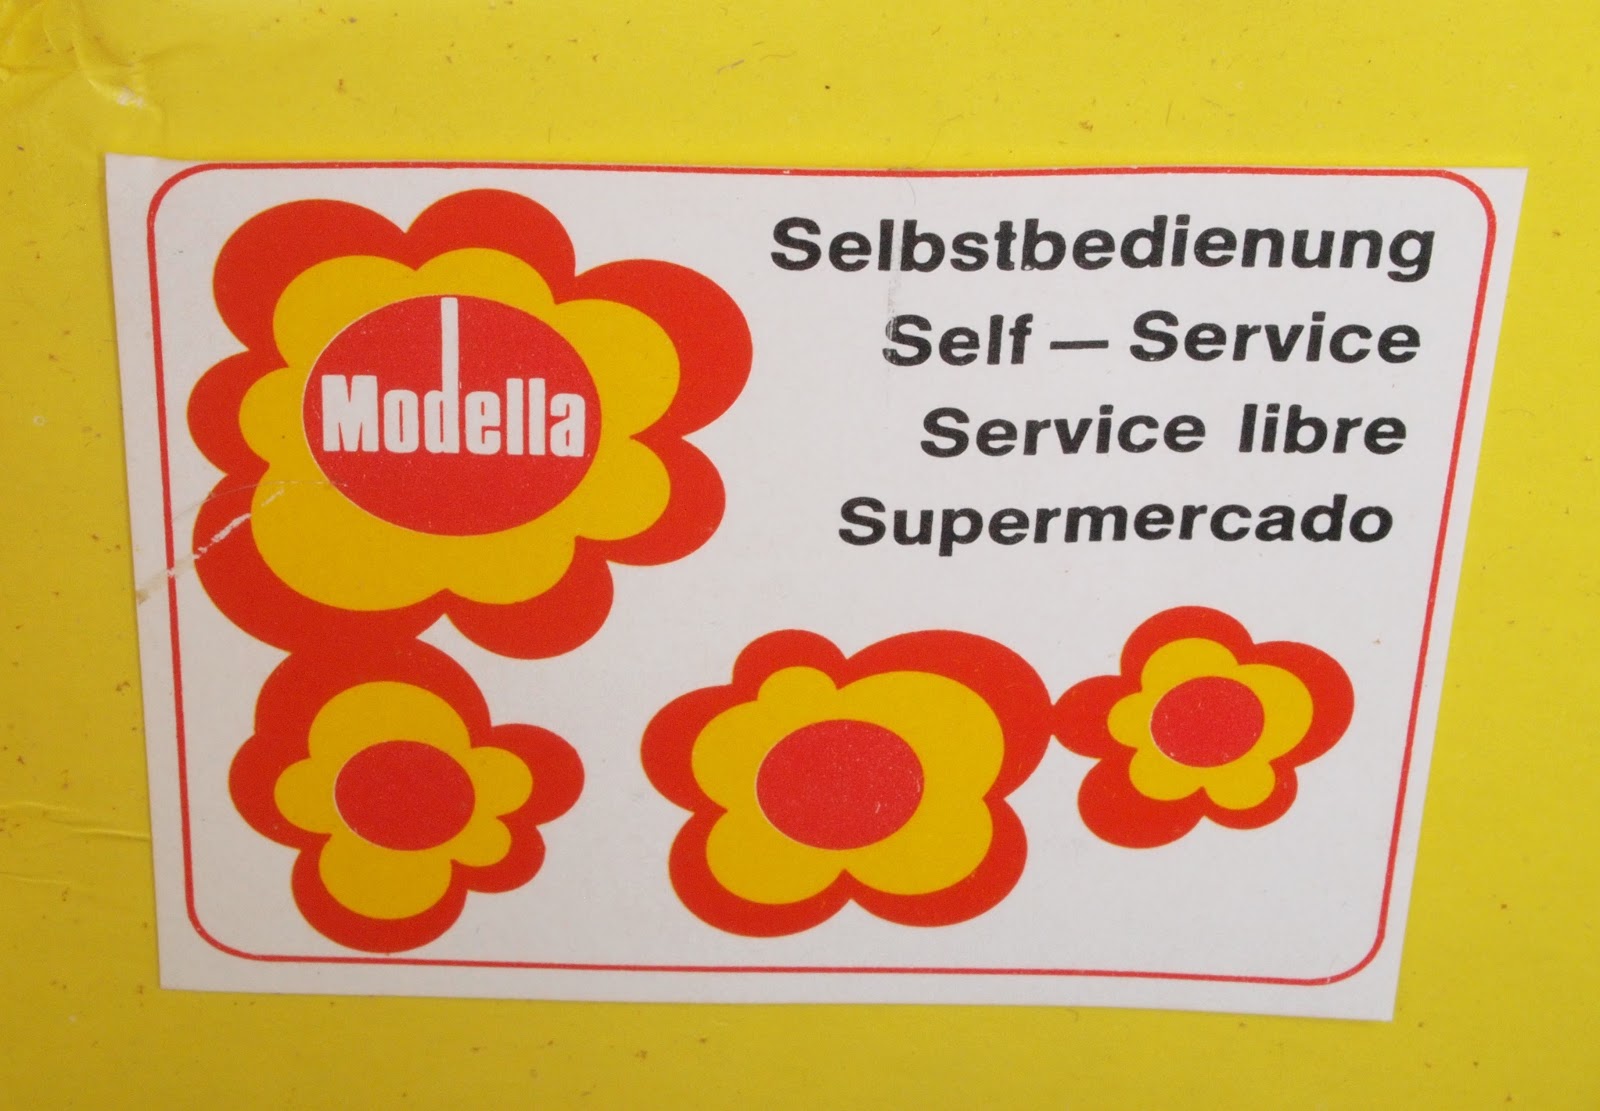 Modella
Selbstbedienung
Self — Service
Service libre
Supermercado